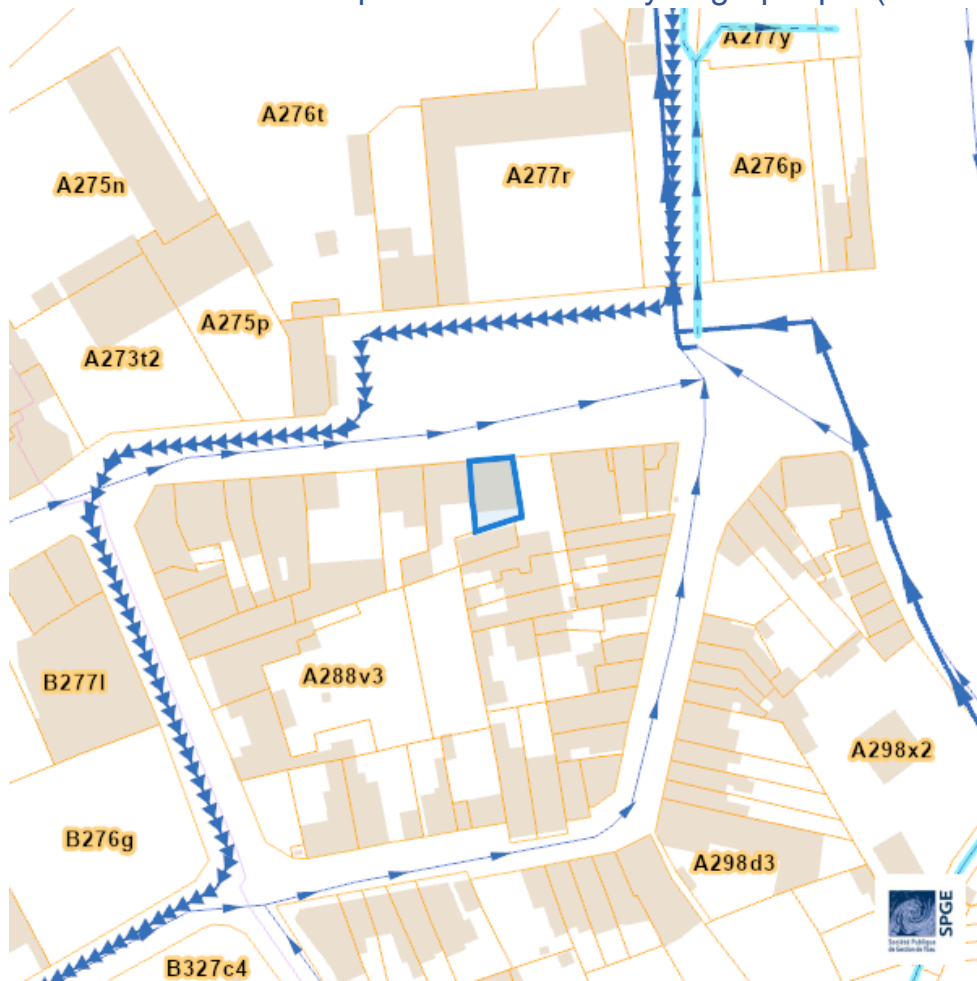 A277y
A276t
A277r
A276p
A275n
A275p
A273t2
B277l
A288v3
A298x2
B276g
A298d3
SPGE
Société Publique
de Gestion de l'Eau
B327c4